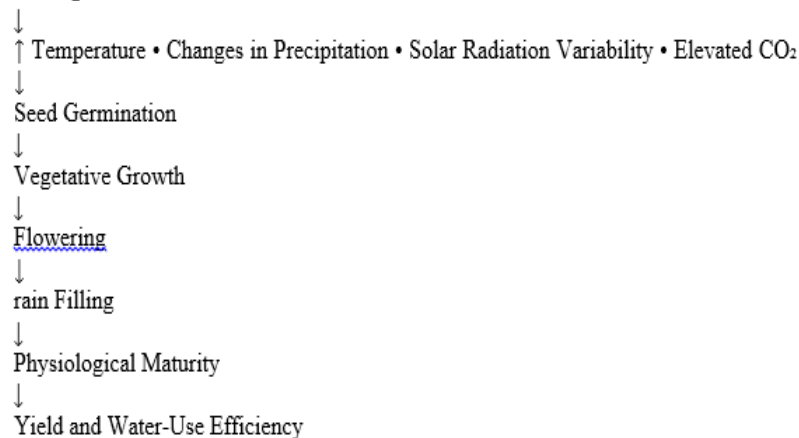 ↓
↑ Temperature • Changes in Precipitation • Solar Radiation Variability • Elevated CO₂
↓
Seed Germination
↓
Vegetative Growth
↓
Flowering
↓
rain Filling
↓
Physiological Maturity
↓
Yield and Water-Use Efficiency